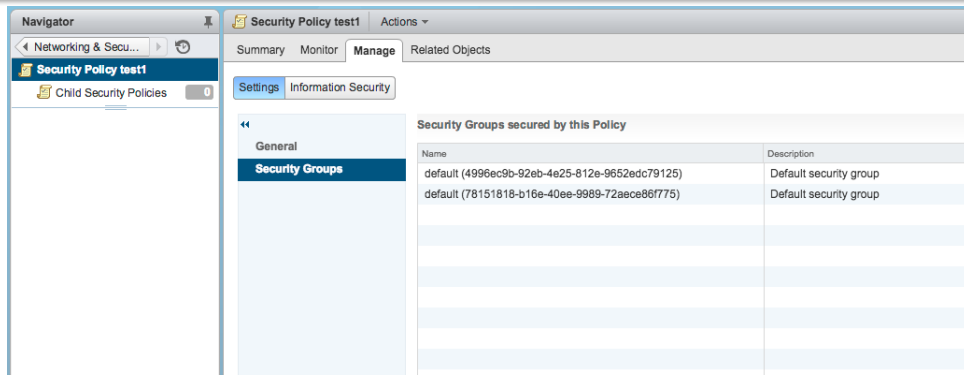 Navigator
Security Policy test1 Actions
Networking & Secu...
Summary Monitor Manage Related Objects
Security Policy test1
Child Security Policies 0
Settings Information Security
Security Groups secured by this Policy
General
Security Groups
Name Description
default (4996ec9b-92eb-4e25-812e-9652edc79125) Default security group
default (78151818-b16e-40ee-9989-72aece86f775) Default security group